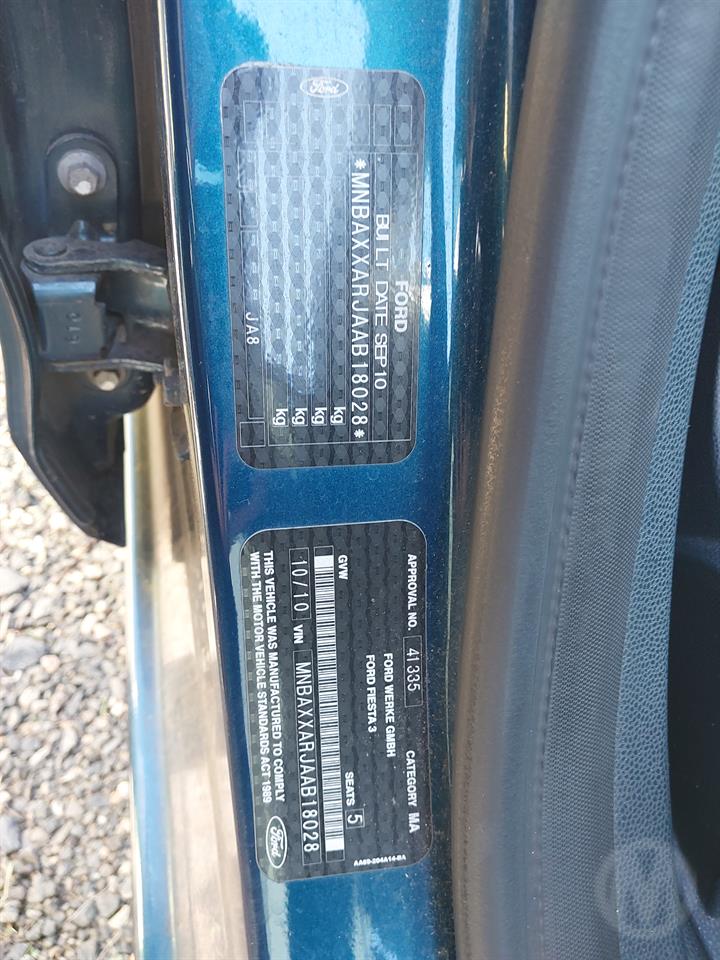 Ford
FORD
BUILT DATE SEP 10
*MNBAXXARJAAB18028*
kg
kg
kg
kg
JA8
APPROVAL NO. 41335 CATEGORY MA
FORD WERKE GMBH
FORD FIESTA 3
GVW SEATS 5
10/10 VIN MNBAXXARJAAB18028
THIS VEHICLE WAS MANUFACTURED TO COMPLY
WITH THE MOTOR VEHICLE STANDARDS ACT 1989
Ford